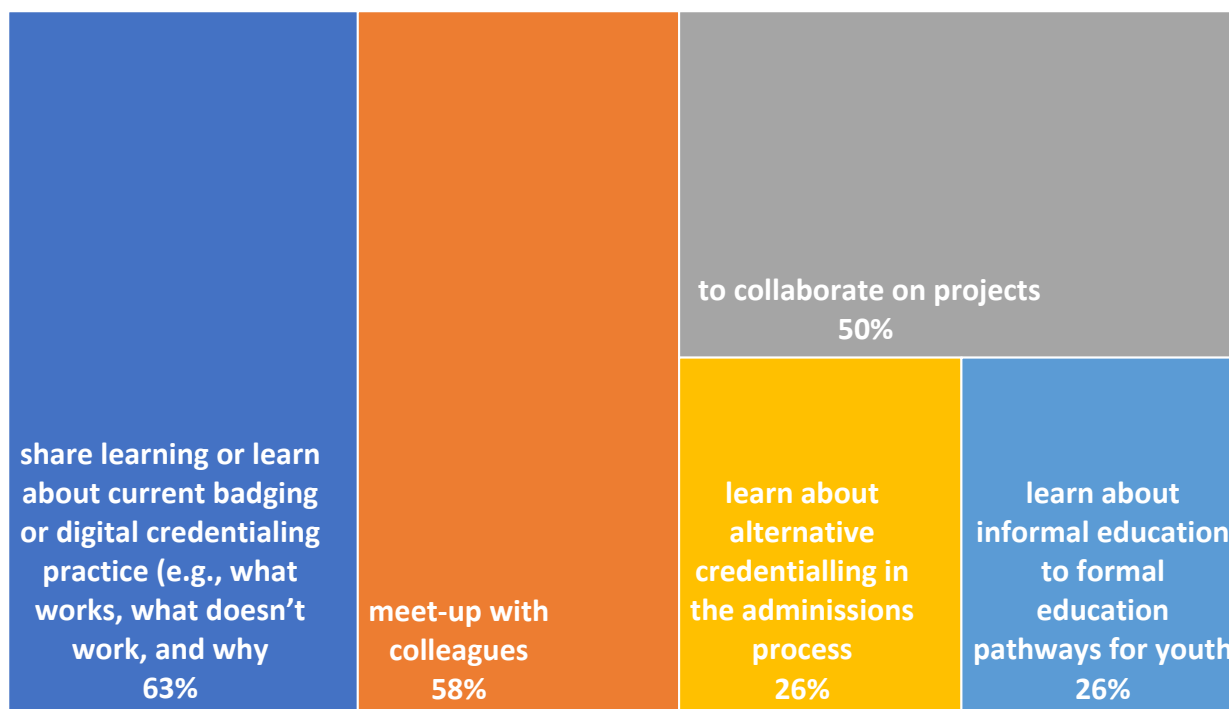 share learning or learn
about current badging
or digital credentialing
practice (e.g., what
works, what doesn’t
work, and why
63%
meet-up with
colleagues
58%
to collaborate on projects
50%
learn about
alternative
credentialling in
the adminissions
process
26%
learn about
informal education
to formal
education
pathways for youth
26%